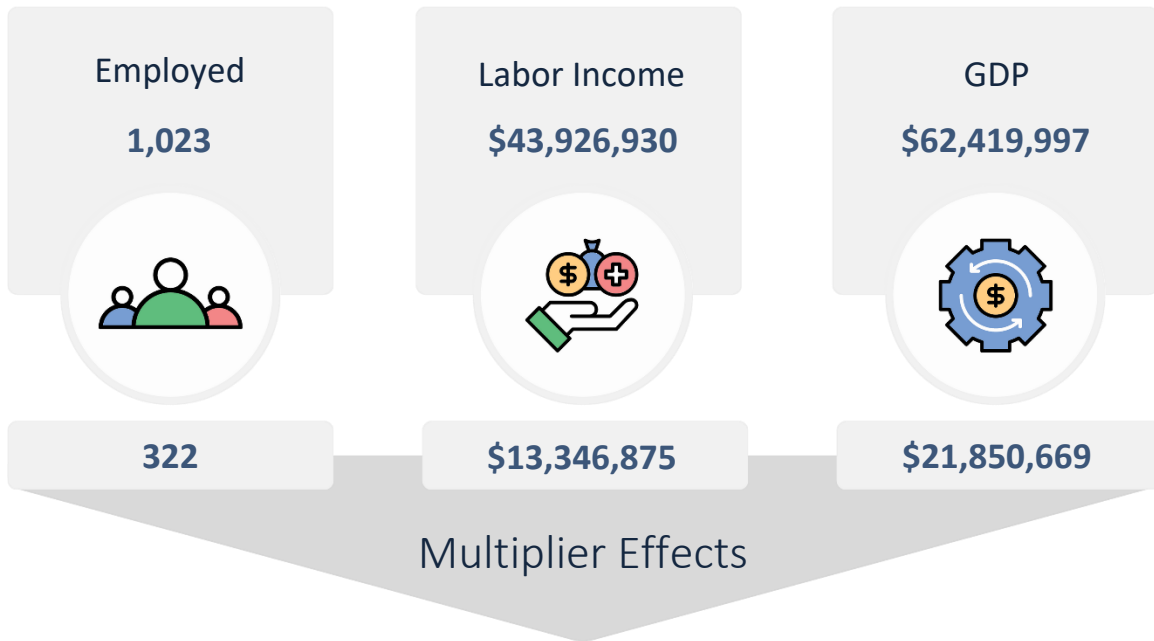 Employed
1,023
Labor Income
$43,926,930
GDP
$62,419,997
$
$
322
$13,346,875
$21,850,669
Multiplier Effects